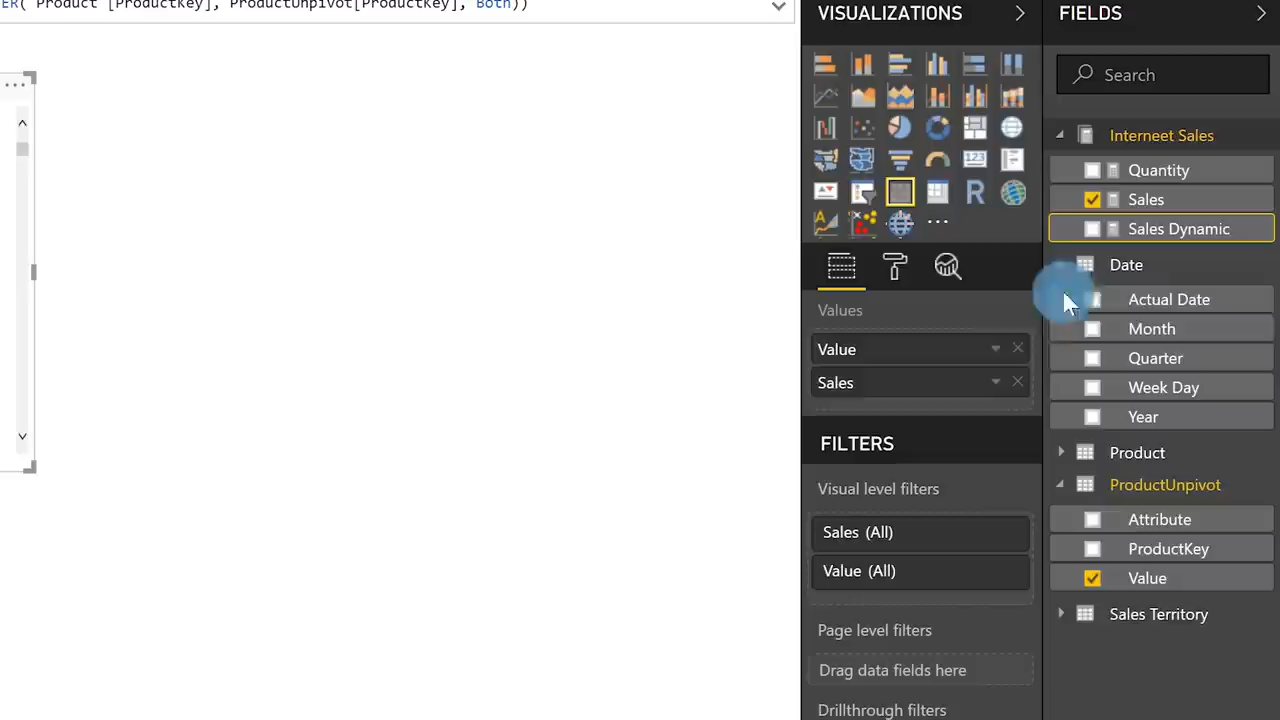 ER( 'Product'[ProductKey], ProductUnpivot[ProductKey], Both))
VISUALIZATIONS
123
R
Values
Value
Sales
FILTERS
Visual level filters
Sales (All)
Value (All)
Page level filters
Drag data fields here
Drillthrough filters
FIELDS
Search
Interneet Sales
Quantity
Sales
Sales Dynamic
Date
Actual Date
Month
Quarter
Week Day
Year
Product
ProductUnpivot
Attribute
ProductKey
Value
Sales Territory